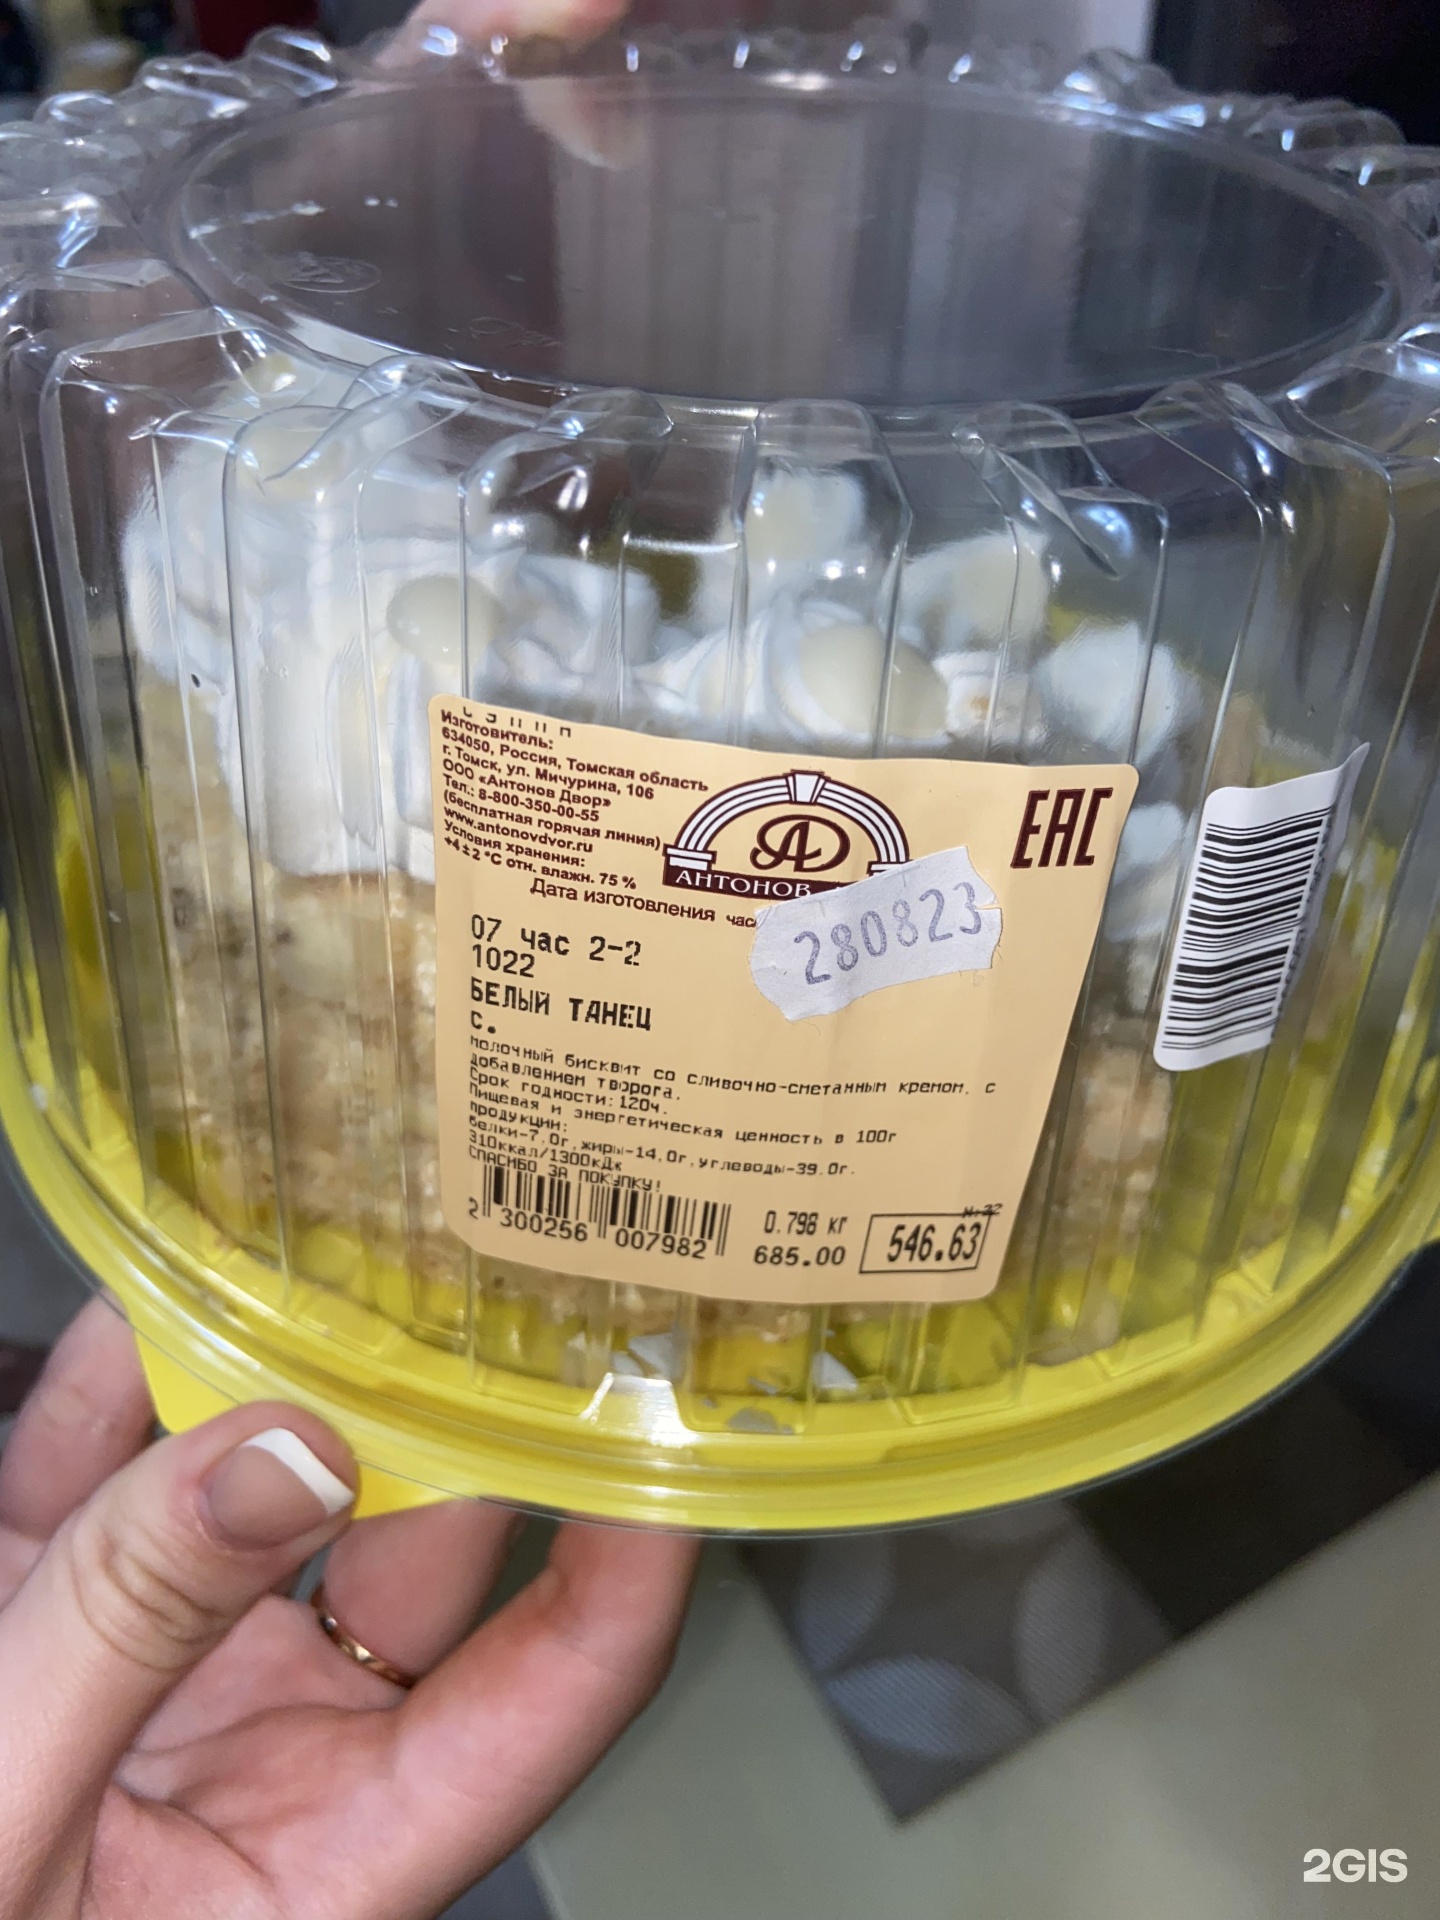 Изготовитель:
634050, Россия, Томская область
г. Томск, ул. Мичурина, 106
ООО «Антонов Двор»
Тел.: 8-800-350-00-55
(бесплатная горячая линия)
www.antonovdvor.ru
Условия хранения:
+4±2 °С отн. влажн. 75 %
АД
АНТОНОВ
ЕАС
Дата изготовления час
280823
07 час 2-2
1022
БЕЛЫЙ ТАНЕЦ
С.
молочный бисквит со сливочно-сметанным кремом, с
добавлением творога.
Срок годности: 120ч.
Пищевая и энергетическая ценность в 100г
продукции:
белки-7.0г, жиры-14.0г, углеводы-39.0г.
310ккал/1300кДж
СПАСИБО ЗА ПОКУПКУ!
2 300256 007982
0.798 кг
685.00
546.63
2GIS